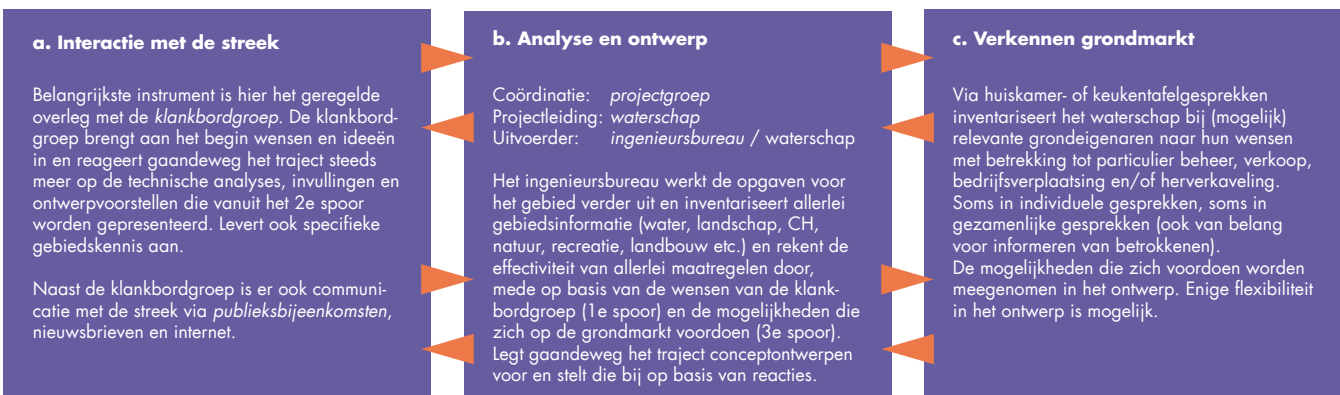 a. Interactie met de streek
Belangrijkste instrument is hier het geregelde
overleg met de klankbordgroep. De klankbord-
groep brengt aan het begin wensen en ideeën
in en reageert gaandeweg het traject steeds
meer op de technische analyses, invullingen en
ontwerpvoorstellen die vanuit het 2e spoor
worden gepresenteerd. Levert ook specifieke
gebiedskennis aan.
Naast de klankbordgroep is er ook communi-
catie met de streek via publieksbijeenkomsten,
nieuwsbrieven en internet.
b. Analyse en ontwerp
Coördinatie: projectgroep
Projectleiding: waterschap
Uitvoerder: ingenieursbureau / waterschap
Het ingenieursbureau werkt de opgaven voor
het gebied verder uit en inventariseert allerlei
gebiedsinformatie (water, landschap, CH,
natuur, recreatie, landbouw etc.) en rekent de
effectiviteit van allerlei maatregelen door,
mede op basis van de wensen van de klank-
bordgroep (1e spoor) en de mogelijkheden die
zich op de grondmarkt voordoen (3e spoor).
Legt gaandeweg het traject conceptontwerpen
voor en stelt die bij op basis van reacties.
c. Verkennen grondmarkt
Via huiskamer- of keukentafelgesprekken
inventariseert het waterschap bij (mogelijk)
relevante grondeigenaren naar hun wensen
met betrekking tot particulier beheer, verkoop,
bedrijfsverplaatsing en/of herverkaveling.
Soms in individuele gesprekken, soms in
gezamenlijke gesprekken (ook van belang
voor informeren van betrokkenen).
De mogelijkheden die zich voordoen worden
meegenomen in het ontwerp. Enige flexibiliteit
in het ontwerp is mogelijk.